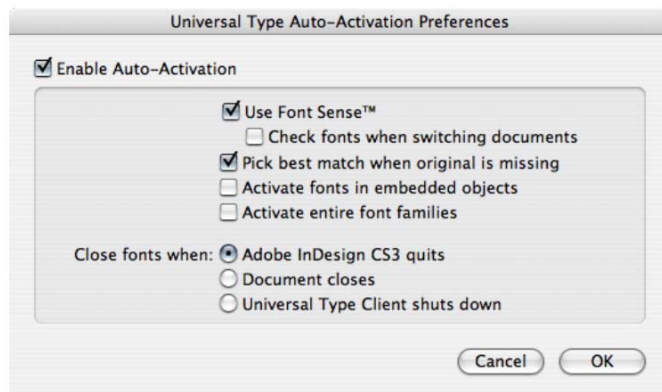 Universal Type Auto-Activation Preferences
Enable Auto-Activation
Use Font Sense™
Check fonts when switching documents
Pick best match when original is missing
Activate fonts in embedded objects
Activate entire font families
Close fonts when: Adobe InDesign CS3 quits
Document closes
Universal Type Client shuts down
Cancel OK